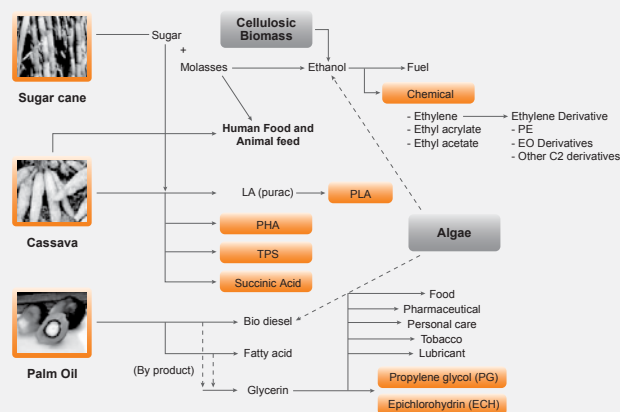 Sugar cane
Sugar
+
Molasses
Cellulosic
Biomass
Ethanol
Fuel
Chemical
- Ethylene
- Ethyl acrylate
- Ethyl acetate
Ethylene Derivative
- PE
- EO Derivatives
- Other C2 derivatives
Human Food and
Animal feed
Cassava
LA (purac)
PLA
PHA
TPS
Succinic Acid
Algae
Palm Oil
Bio diesel
Fatty acid
(By product)
Glycerin
Food
Pharmaceutical
Personal care
Tobacco
Lubricant
Propylene glycol (PG)
Epichlorohydrin (ECH)